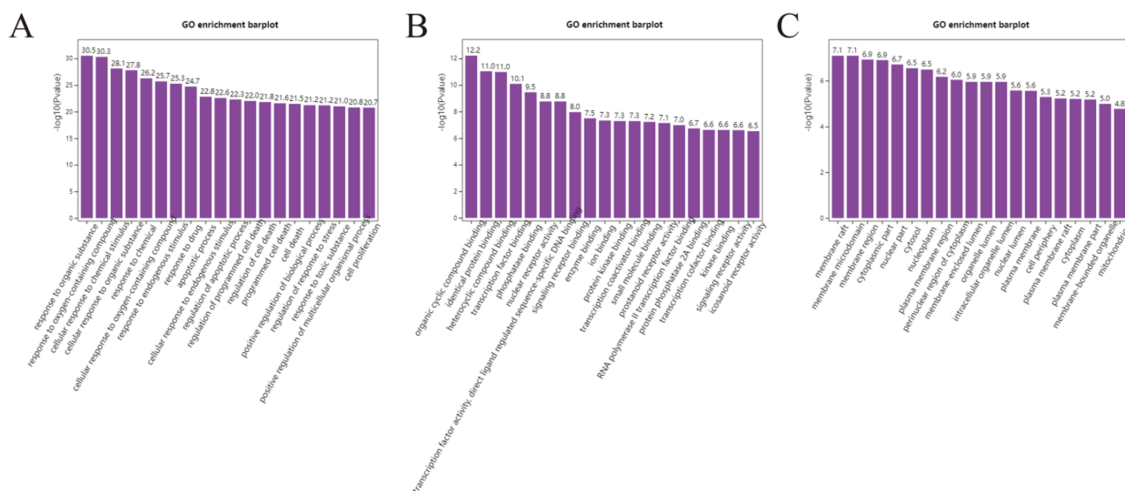 A
GO enrichment barplot
-log10(Pvalue)
30
25
20
15
10
5
0
30.5 30.3 28.1 27.8 26.2 25.7 25.3 24.7 22.8 22.6 22.3 22.0 21.8 21.6 21.5 21.2 21.2 21.0 20.8 20.7
response to organic substance
response to oxygen-containing compound
cellular response to chemical stimulus
cellular response to organic substance
response to chemical
cellular response to oxygen-containing compound
response to endogenous stimulus
response to drug
apoptotic process
cellular response to endogenous stimulus
regulation of apoptotic process
regulation of programmed cell death
regulation of cell death
programmed cell death
cell death
positive regulation of biological process
regulation of response to stress
response to toxic substance
positive regulation of multicellular organismal process
cell proliferation
B
GO enrichment barplot
-log10(Pvalue)
12
10
8
6
4
2
0
12.2 11.0 11.0 10.1 9.5 8.8 8.8 8.0 7.5 7.3 7.3 7.3 7.2 7.1 7.0 6.7 6.6 6.6 6.6 6.5
organic cyclic compound binding
identical protein binding
heterocyclic compound binding
transcription factor binding
phosphatase binding
nuclear receptor activity
transcription factor activity, direct ligand regulated sequence-specific DNA binding
signaling receptor binding
enzyme binding
ion binding
protein kinase binding
transcription coactivator binding
small molecule binding
prostanoid receptor activity
RNA polymerase II transcription factor binding
protein phosphatase 2A binding
transcription cofactor binding
kinase binding
signaling receptor activity
icosanoid receptor activity
C
GO enrichment barplot
-log10(Pvalue)
6
4
2
0
7.1 7.1 6.9 6.9 6.7 6.5 6.5 6.2 6.0 5.9 5.9 5.9 5.6 5.6 5.3 5.2 5.2 5.2 5.0 4.8
membrane raft
membrane microdomain
membrane region
cytoplasmic part
nuclear part
cytosol
nucleoplasm
plasma membrane region
perinuclear region of cytoplasm
membrane-enclosed lumen
organelle lumen
intracellular organelle lumen
nuclear lumen
plasma membrane
cell periphery
plasma membrane raft
cytoplasm
plasma membrane part
membrane-bounded organelle